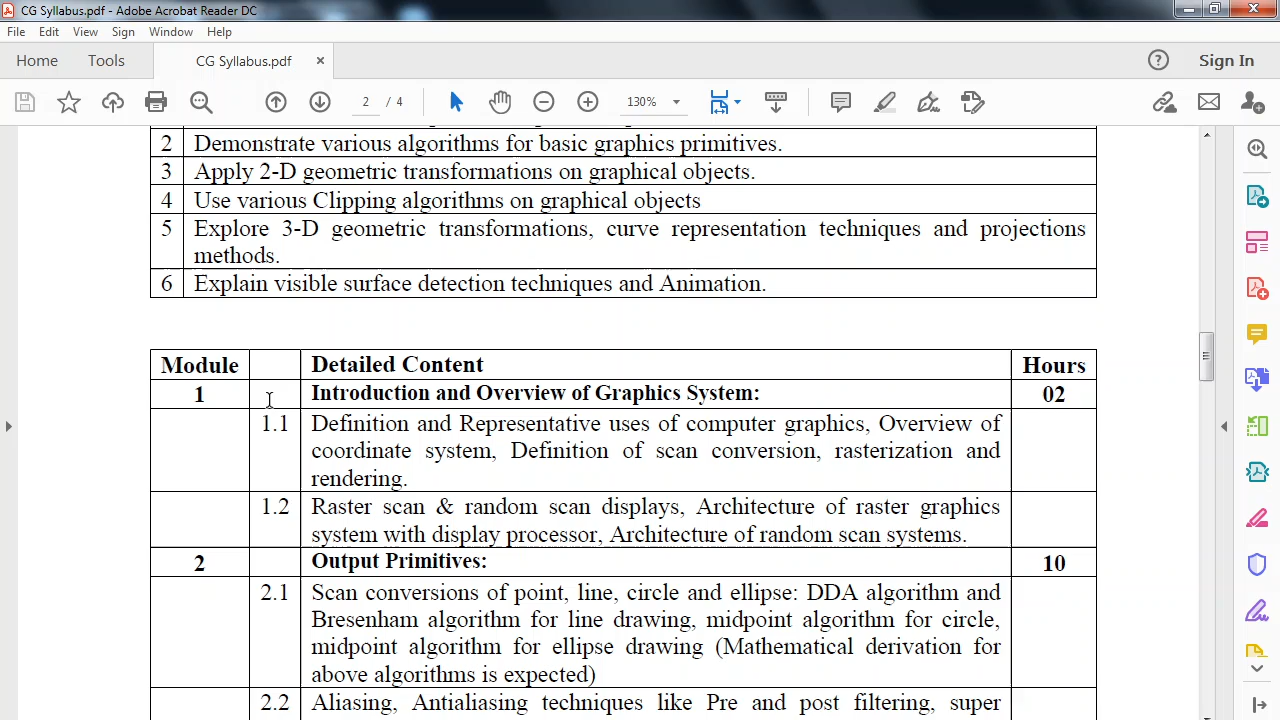 CG Syllabus.pdf - Adobe Acrobat Reader DC
File Edit View Sign Window Help
Home Tools CG Syllabus.pdf × ? Sign In
2 / 4 130%
2 Demonstrate various algorithms for basic graphics primitives.
3 Apply 2-D geometric transformations on graphical objects.
4 Use various Clipping algorithms on graphical objects
5 Explore 3-D geometric transformations, curve representation techniques and projections
methods.
6 Explain visible surface detection techniques and Animation.
Module Detailed Content Hours
1 Introduction and Overview of Graphics System: 02
1.1 Definition and Representative uses of computer graphics, Overview of
coordinate system, Definition of scan conversion, rasterization and
rendering.
1.2 Raster scan & random scan displays, Architecture of raster graphics
system with display processor, Architecture of random scan systems.
2 Output Primitives: 10
2.1 Scan conversions of point, line, circle and ellipse: DDA algorithm and
Bresenham algorithm for line drawing, midpoint algorithm for circle,
midpoint algorithm for ellipse drawing (Mathematical derivation for
above algorithms is expected)
2.2 Aliasing, Antialiasing techniques like Pre and post filtering, super